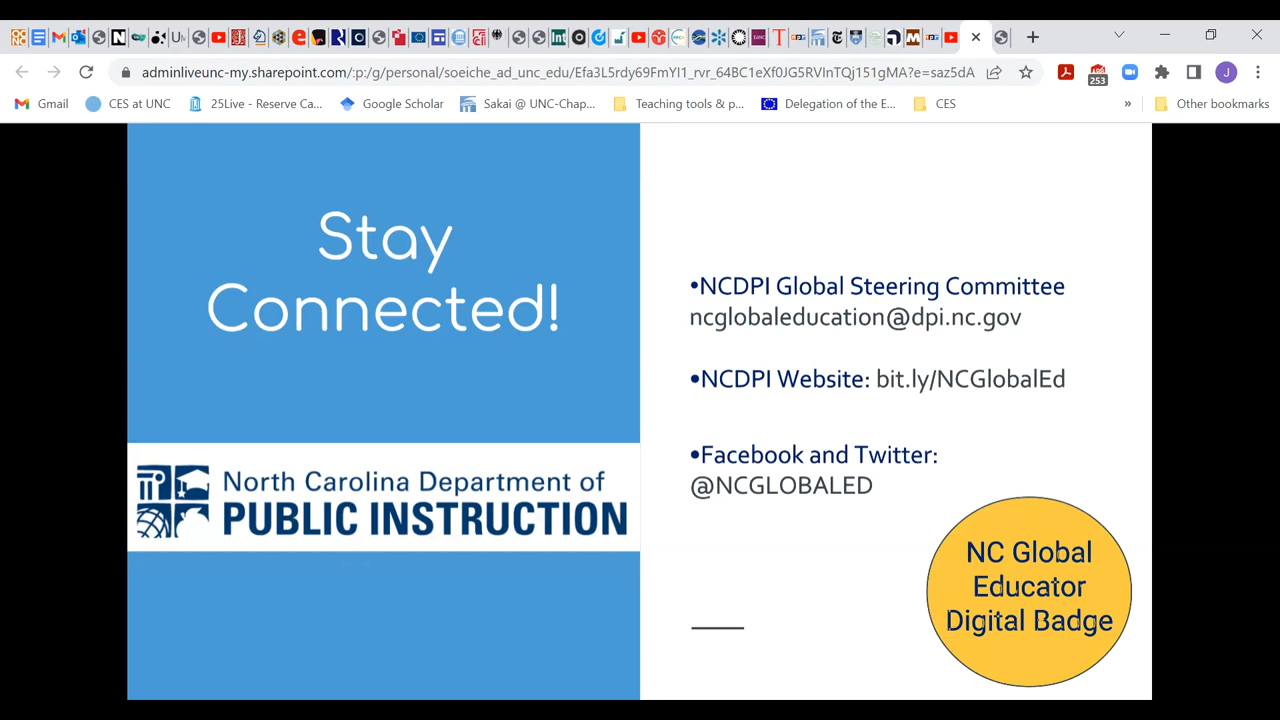 adminliveunc-my.sharepoint.com/:p:/g/personal/soeiche_ad_unc_edu/Efa3L5rdy69FmYI1_rvr_64BC1eXf0JG5RVInTQj151gMA?e=saz5dA
253
J
Gmail
CES at UNC
25Live - Reserve Ca...
Google Scholar
Sakai @ UNC-Chap...
Teaching tools & p...
Delegation of the E...
CES
»
Other bookmarks
Stay
Connected!
North Carolina Department of
PUBLIC INSTRUCTION
•NCDPI Global Steering Committee
ncglobaleducation@dpi.nc.gov
•NCDPI Website: bit.ly/NCGlobalEd
•Facebook and Twitter:
@NCGLOBALED
NC Global
Educator
Digital Badge